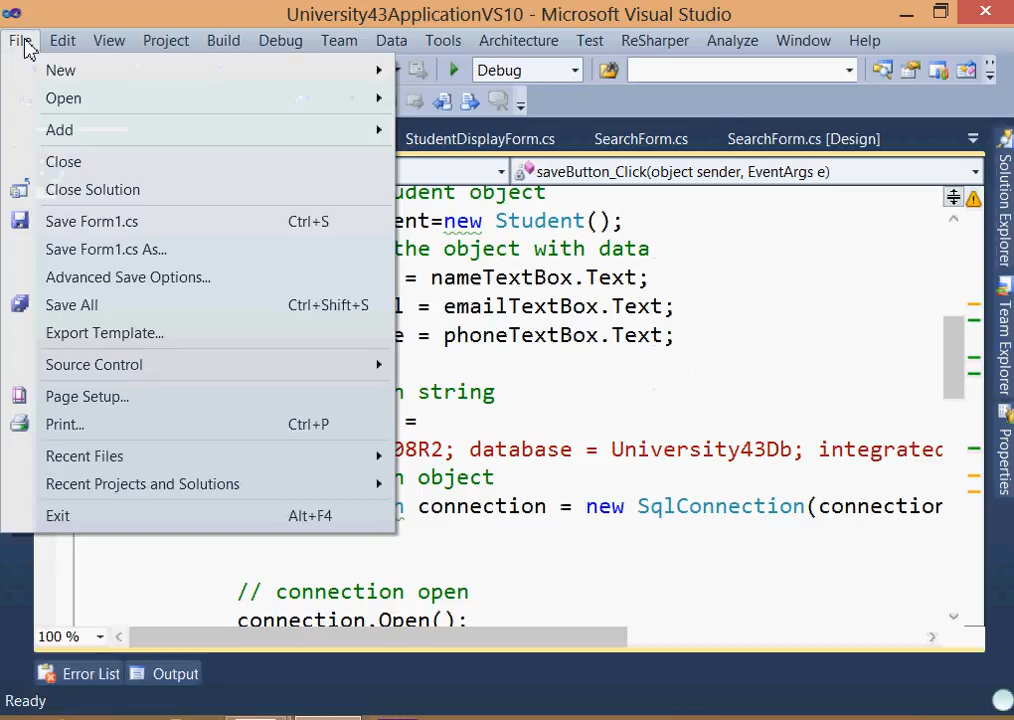 University43ApplicationVS10 - Microsoft Visual Studio
File Edit View Project Build Debug Team Data Tools Architecture Test ReSharper Analyze Window Help
New
Open
Add
Close
Close Solution
Save Form1.cs Ctrl+S
Save Form1.cs As...
Advanced Save Options...
Save All Ctrl+Shift+S
Export Template...
Source Control
Page Setup...
Print... Ctrl+P
Recent Files
Recent Projects and Solutions
Exit Alt+F4
Debug
StudentDisplayForm.cs SearchForm.cs SearchForm.cs [Design]
saveButton_Click(object sender, EventArgs e)
udent object
ent=new Student();
the object with data
= nameTextBox.Text;
l = emailTextBox.Text;
e = phoneTextBox.Text;
n string
=
08R2; database = University43Db; integrated
n object
n connection = new SqlConnection(connection
// connection open
connection.Open();
100 %
Solution Explorer
Team Explorer
Properties
Error List Output
Ready